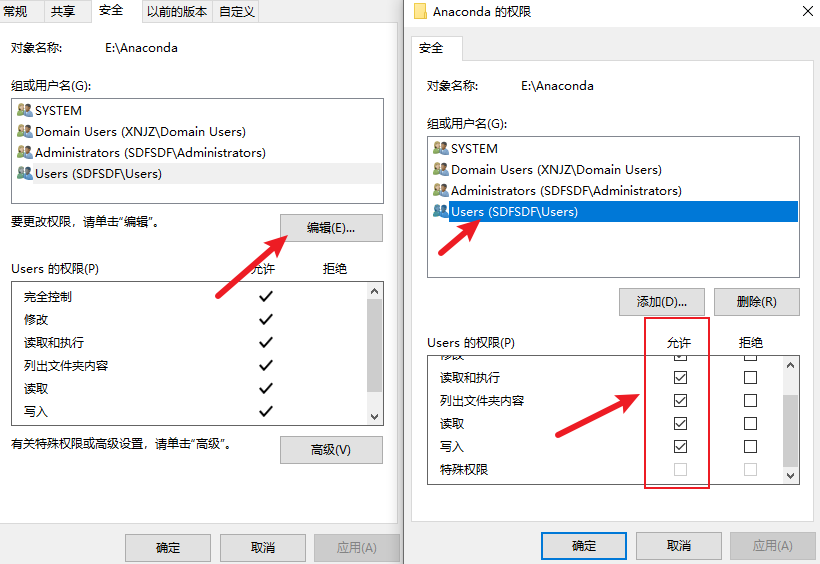 常规 共享 安全 以前的版本 自定义
对象名称: E:\Anaconda
组或用户名(G):
SYSTEM
Domain Users (XNJZ\Domain Users)
Administrators (SDFSDF\Administrators)
Users (SDFSDF\Users)
要更改权限，请单击“编辑”。
编辑(E)...
Users 的权限(P) 允许 拒绝
完全控制
修改
读取和执行
列出文件夹内容
读取
写入
有关特殊权限或高级设置，请单击“高级”。
高级(V)
确定 取消 应用(A)
Anaconda 的权限
安全
对象名称: E:\Anaconda
组或用户名(G):
SYSTEM
Domain Users (XNJZ\Domain Users)
Administrators (SDFSDF\Administrators)
Users (SDFSDF\Users)
添加(D)... 删除(R)
Users 的权限(P) 允许 拒绝
修改
读取和执行
列出文件夹内容
读取
写入
特殊权限
确定 取消 应用(A)